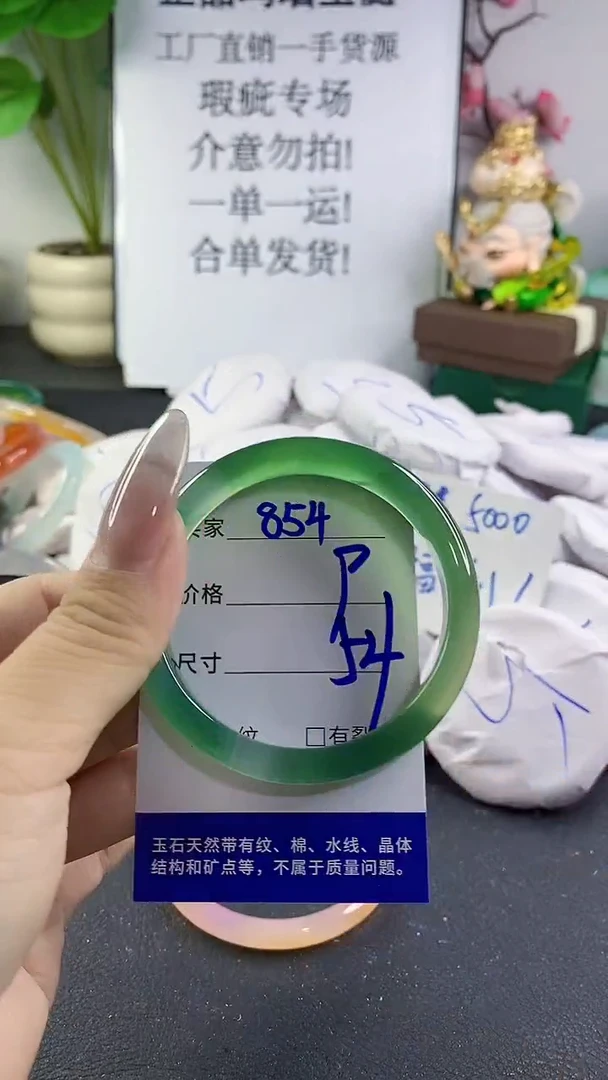 工厂直销一手货源
瑕疵专场
介意勿拍!
一单一运!
合单发货!
家 854
价格
P
尺寸
54
纹 □有裂
玉石天然带有纹、棉、水线、晶体
结构和矿点等，不属于质量问题。
5000